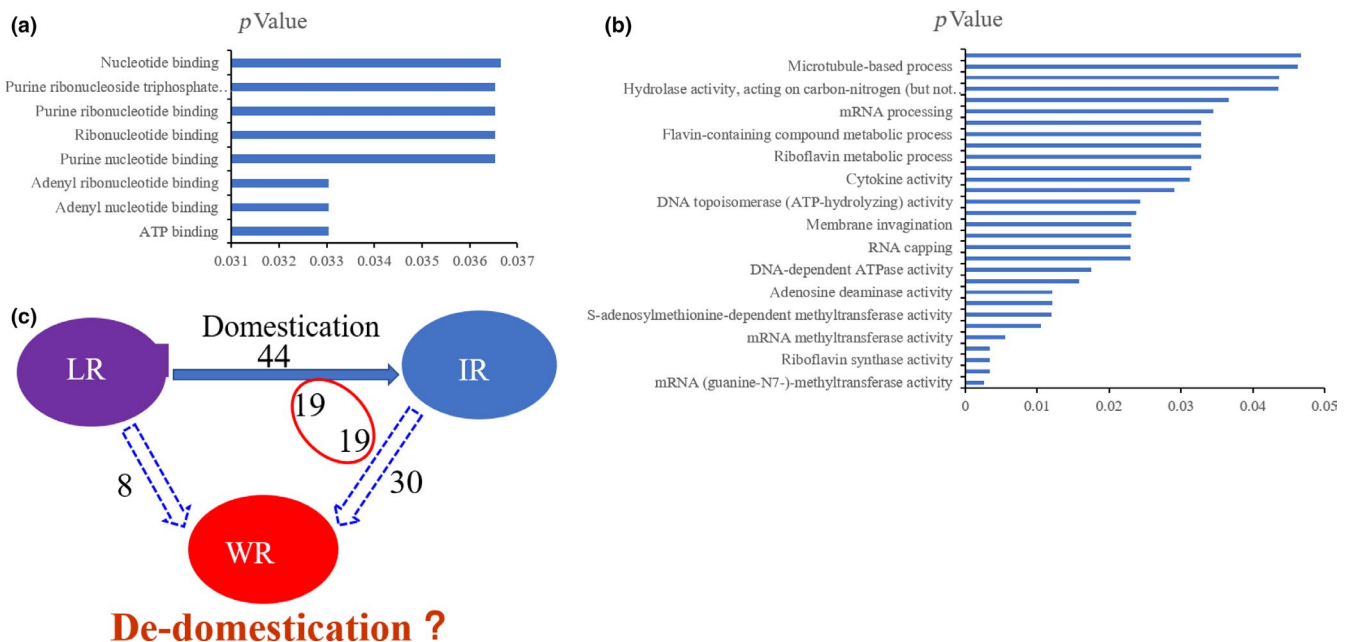 (a)
p Value
Nucleotide binding
Purine ribonucleoside triphosphate..
Purine ribonucleotide binding
Ribonucleotide binding
Purine nucleotide binding
Adenyl ribonucleotide binding
Adenyl nucleotide binding
ATP binding
0.031 0.032 0.033 0.034 0.035 0.036 0.037
(b)
p Value
Microtubule-based process
Hydrolase activity, acting on carbon-nitrogen (but not..
mRNA processing
Flavin-containing compound metabolic process
Riboflavin metabolic process
Cytokine activity
DNA topoisomerase (ATP-hydrolyzing) activity
Membrane invagination
RNA capping
DNA-dependent ATPase activity
Adenosine deaminase activity
S-adenosylmethionine-dependent methyltransferase activity
mRNA methyltransferase activity
Riboflavin synthase activity
mRNA (guanine-N7-)-methyltransferase activity
0 0.01 0.02 0.03 0.04 0.05
(c)
LR
Domestication
44
IR
19
19
8
30
WR
De-domestication ?